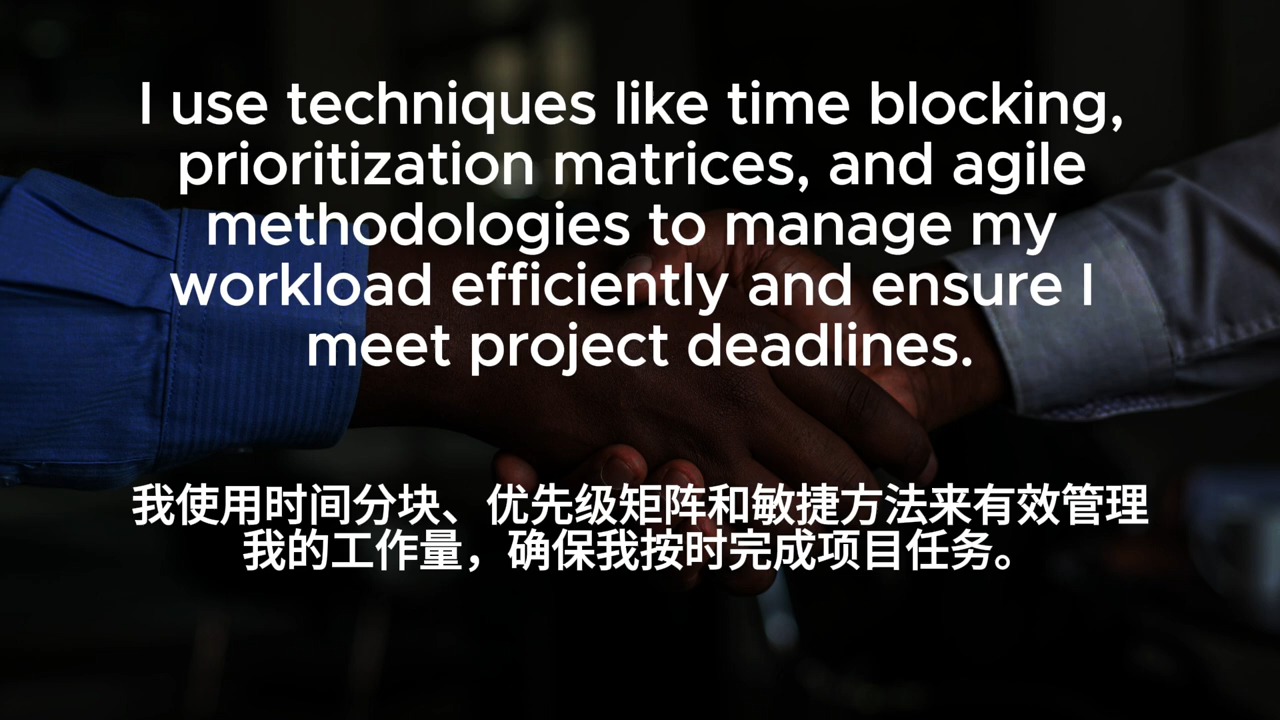 I use techniques like time blocking,
prioritization matrices, and agile
methodologies to manage my
workload efficiently and ensure I
meet project deadlines.
我使用时间分块、优先级矩阵和敏捷方法来有效管理
我的工作量，确保我按时完成项目任务。